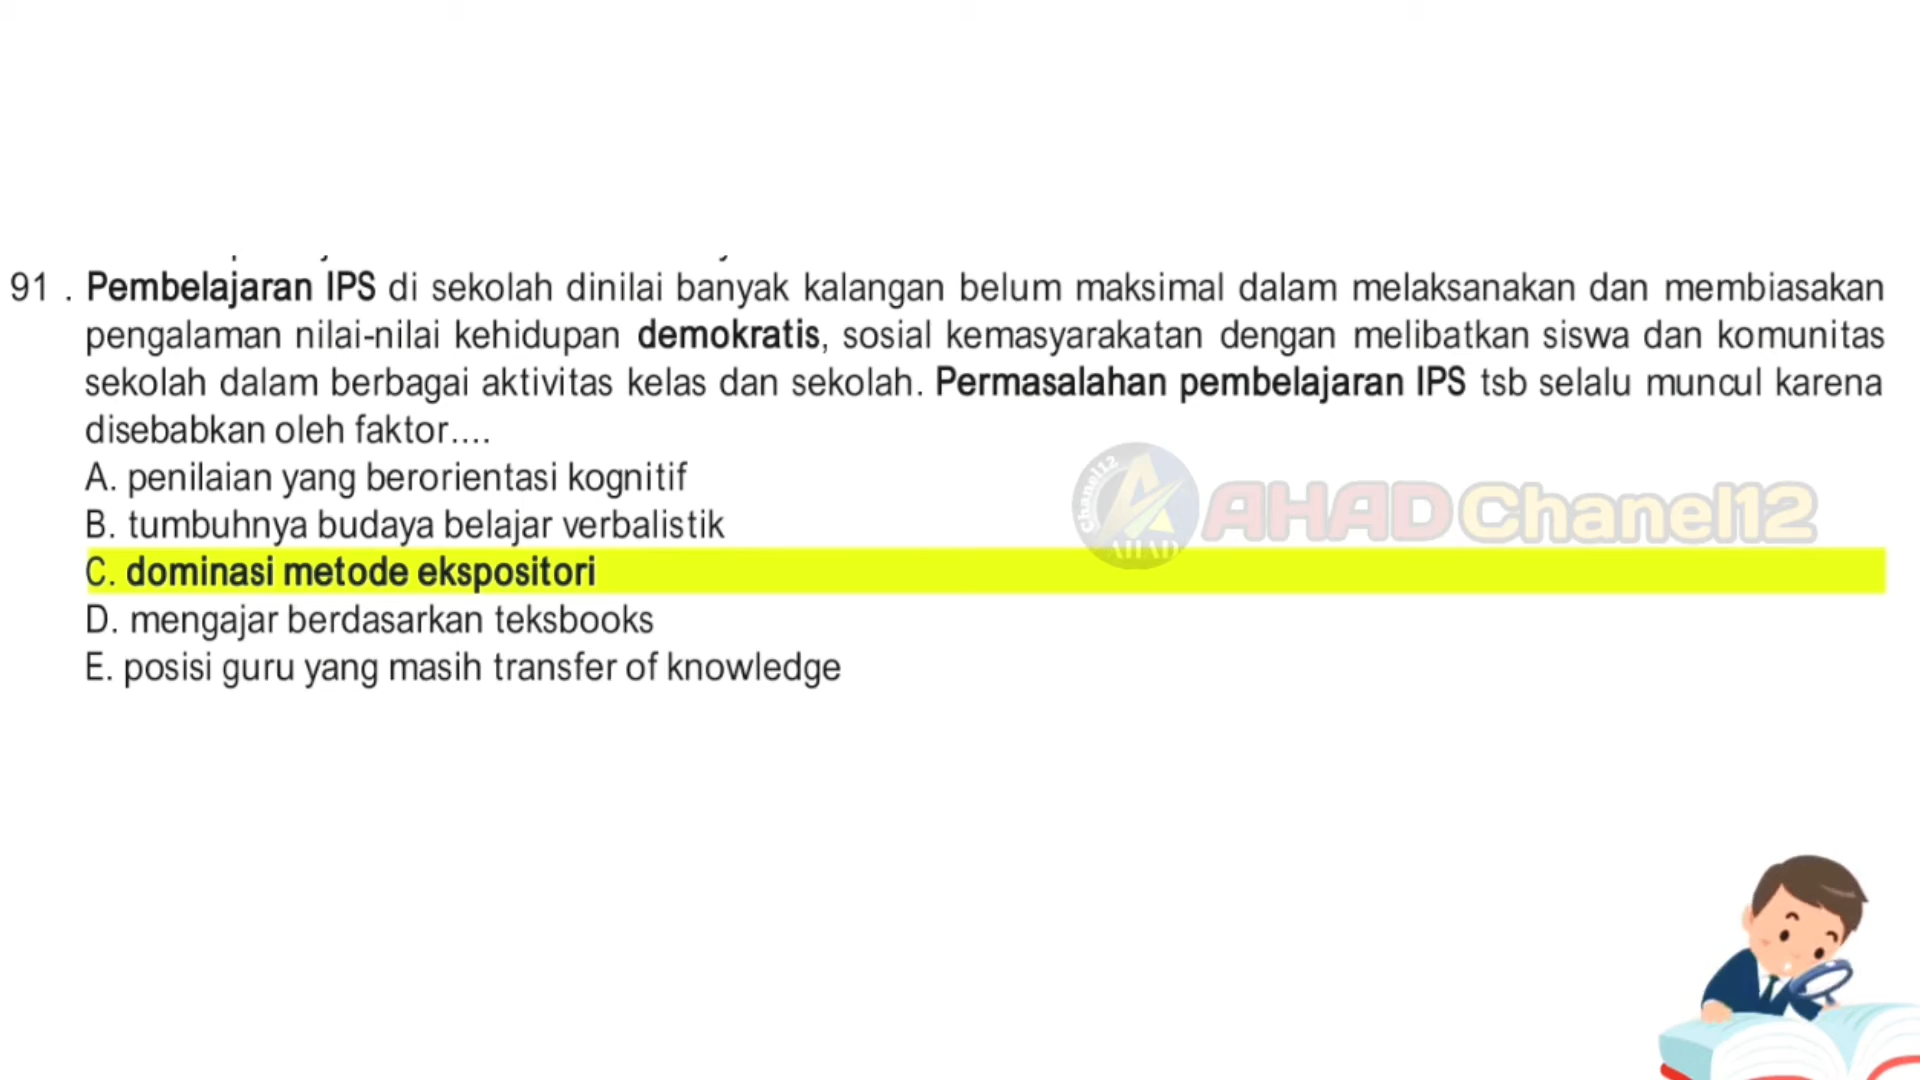 91 . Pembelajaran IPS di sekolah dinilai banyak kalangan belum maksimal dalam melaksanakan dan membiasakan
pengalaman nilai-nilai kehidupan demokratis, sosial kemasyarakatan dengan melibatkan siswa dan komunitas
sekolah dalam berbagai aktivitas kelas dan sekolah. Permasalahan pembelajaran IPS tsb selalu muncul karena
disebabkan oleh faktor....
A. penilaian yang berorientasi kognitif
B. tumbuhnya budaya belajar verbalistik
C. dominasi metode ekspositori
D. mengajar berdasarkan teksbooks
E. posisi guru yang masih transfer of knowledge
Chanel12
AHAD
AHAD Chanel12